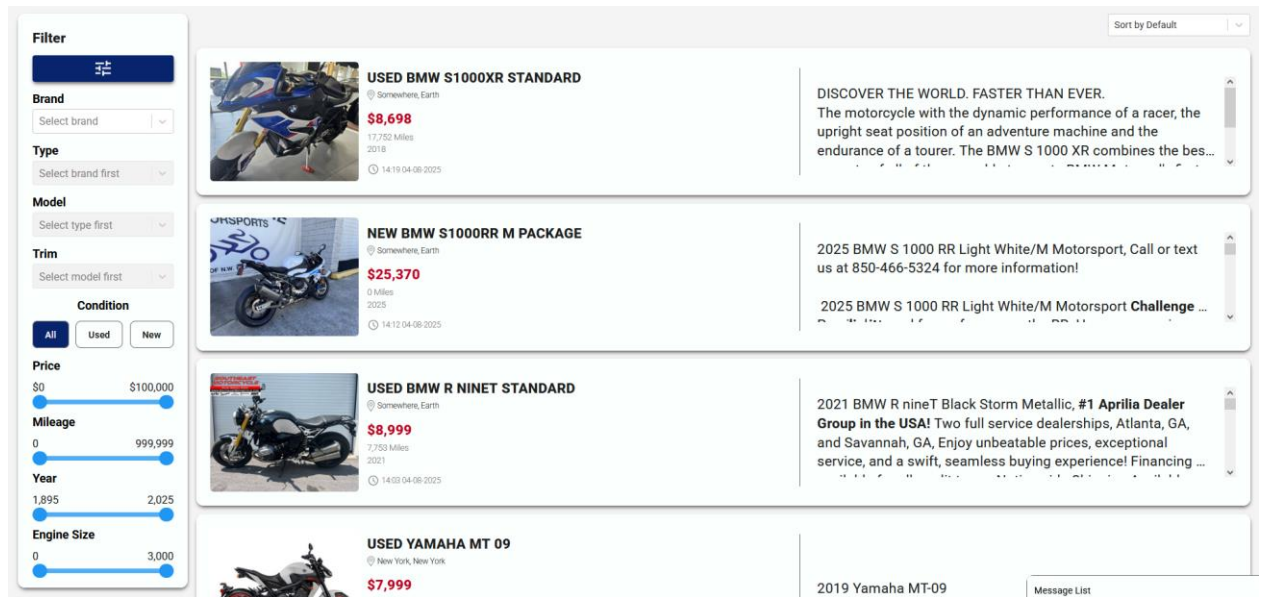 Filter
Brand
Select brand
Type
Select brand first
Model
Select type first
Trim
Select model first
Condition
All Used New
Price
$0 $100,000
Mileage
0 999,999
Year
1,895 2,025
Engine Size
0 3,000
Sort by Default
USED BMW S1000XR STANDARD
Somewhere, Earth
$8,698
17,752 Miles
2018
14:19 04-08-2025
DISCOVER THE WORLD. FASTER THAN EVER.
The motorcycle with the dynamic performance of a racer, the
upright seat position of an adventure machine and the
endurance of a tourer. The BMW S 1000 XR combines the bes...
NEW BMW S1000RR M PACKAGE
Somewhere, Earth
$25,370
0 Miles
2025
14:12 04-08-2025
2025 BMW S 1000 RR Light White/M Motorsport, Call or text
us at 850-466-5324 for more information!
2025 BMW S 1000 RR Light White/M Motorsport Challenge ...
USED BMW R NINET STANDARD
Somewhere, Earth
$8,999
7,753 Miles
2021
14:03 04-08-2025
2021 BMW R nineT Black Storm Metallic, #1 Aprilia Dealer
Group in the USA! Two full service dealerships, Atlanta, GA,
and Savannah, GA, Enjoy unbeatable prices, exceptional
service, and a swift, seamless buying experience! Financing ...
USED YAMAHA MT 09
New York, New York
$7,999
2019 Yamaha MT-09
Message List